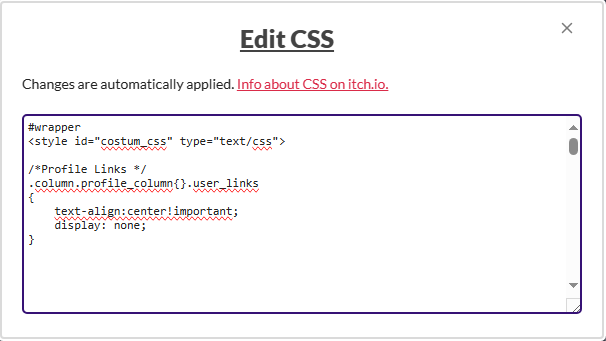 Edit CSS
Changes are automatically applied. Info about CSS on itch.io.
#wrapper
<style id="costum_css" type="text/css">
/*Profile Links */
.column.profile_column{}.user_links
{
text-align:center!important;
display: none;
}